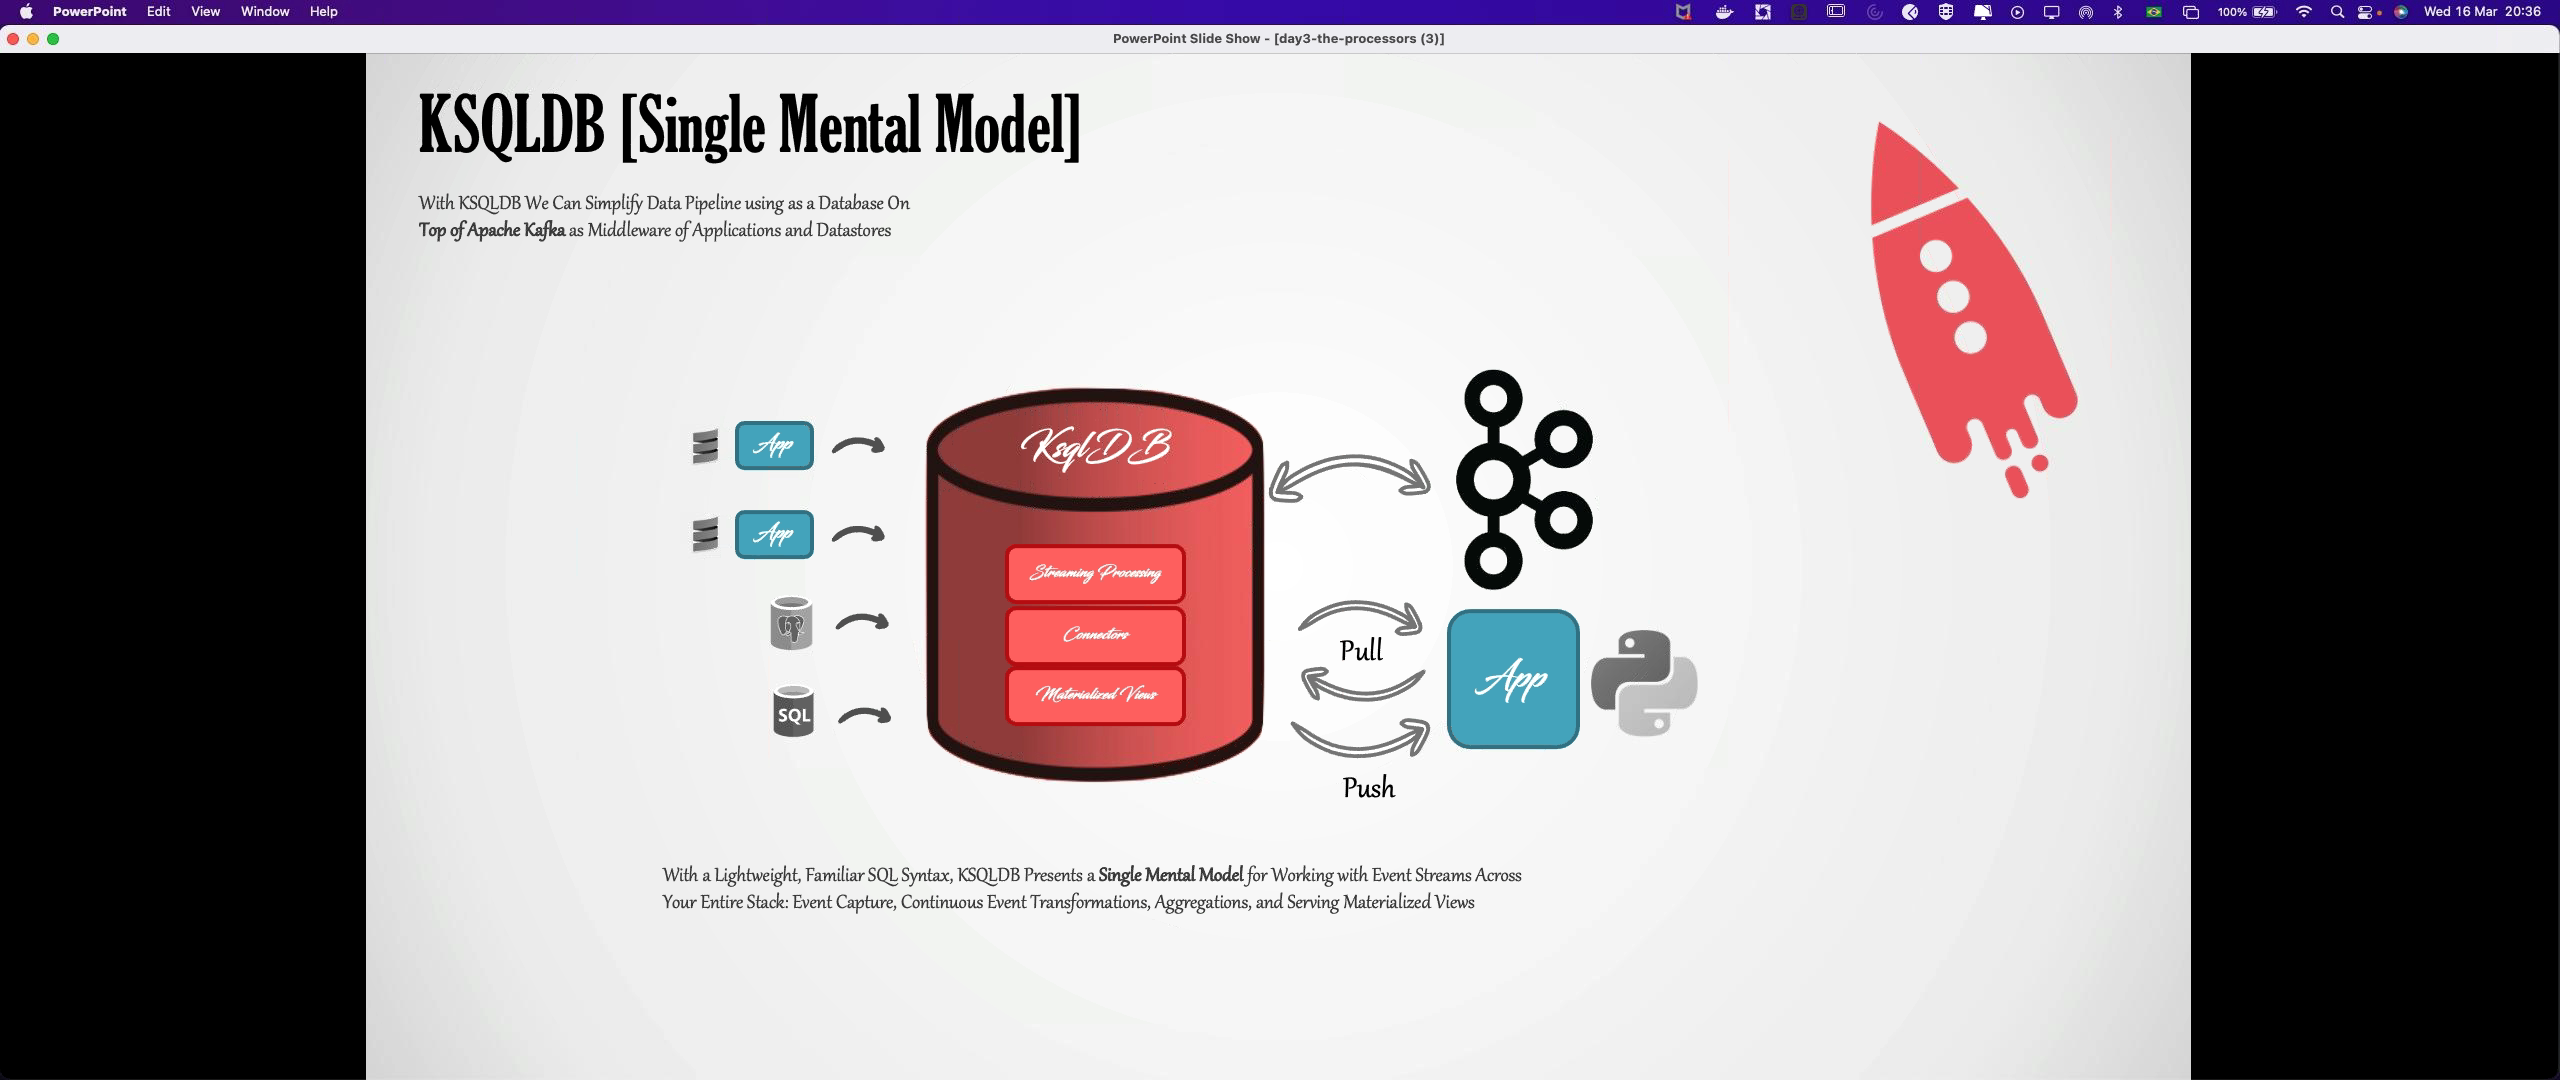 PowerPoint Edit View Window Help 100% Wed 16 Mar 20:36
PowerPoint Slide Show - [day3-the-processors (3)]
KSQLDB [Single Mental Model]
With KSQLDB We Can Simplify Data Pipeline using as a Database On
Top of Apache Kafka as Middleware of Applications and Datastores
App
App
SQL
KsqlDB
Streaming Processing
Connectors
Materialized Views
Pull
Push
App
With a Lightweight, Familiar SQL Syntax, KSQLDB Presents a Single Mental Model for Working with Event Streams Across
Your Entire Stack: Event Capture, Continuous Event Transformations, Aggregations, and Serving Materialized Views